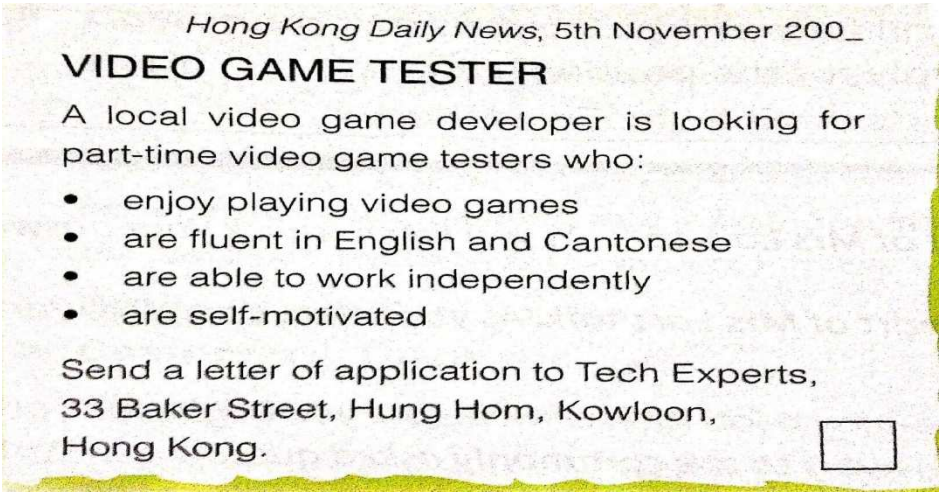 Hong Kong Daily News, 5th November 200_
VIDEO GAME TESTER
A local video game developer is looking for
part-time video game testers who:
• enjoy playing video games
• are fluent in English and Cantonese
• are able to work independently
• are self-motivated
Send a letter of application to Tech Experts,
33 Baker Street, Hung Hom, Kowloon,
Hong Kong.